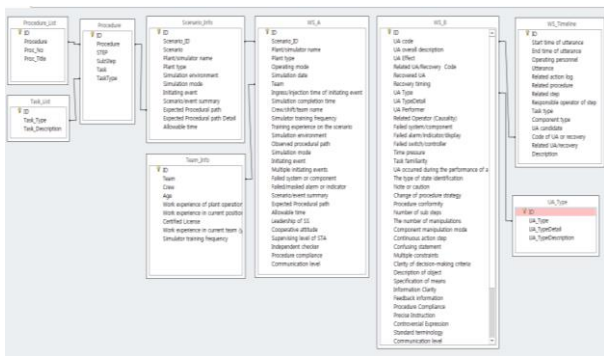 Procedure_List
ID
Procedure
Proc_No
Proc_Title
Task_List
ID
Task_Type
Task_Description
Procedure
ID
Procedure
STEP
SubStep
Task
TaskType
Scenario_Info
ID
Scenario_ID
Scenario
Plant/simulator name
Plant type
Simulation environment
Simulation mode
Initiating event
Scenario/event summary
Expected Procedural path
Expected Procedural path Detail
Allowable time
Team_Info
ID
Team
Crew
Age
Work experience of plant operation
Work experience in current position
Certified License
Work experience in current team (y
Simulator training frequency
WS_A
ID
Scenario_ID
Plant/simulator name
Plant type
Operating mode
Simulation date
Team
Ingress/injection time of initiating event
Simulation completion time
Crew/shift/team name
Simulator training frequency
Training experience on the scenario
Simulation environment
Observed procedural path
Simulation mode
Initiating event
Multiple initiating events
Failed system or component
Failed/masked alarm or indicator
Scenario/event summary
Expected Procedural path
Allowable time
Leadership of SS
Cooperative attitude
Supervising level of STA
Independent checker
Procedure compliance
Communication level
WS_B
ID
UA code
UA overall description
UA Effect
Related UA/Recovery Code
Recovered UA
Recovery timing
UA Type
UA TypeDetail
UA Performer
Related Operator (Causality)
Failed system/component
Failed alarm/indicator/display
Failed switch/controller
Time pressure
Task familiarity
UA occurred during the performance of a
The type of state identification
Note or caution
Change of procedure strategy
Procedure conformity
Number of sub steps
The number of manipulations
Component manipulation mode
Continuous action step
Confusing statement
Multiple constraints
Clarity of decision-making criteria
Description of object
Specification of means
Information Clarity
Feedback information
Procedure Compliance
Precise Instruction
Controversial Expression
Standard terminology
Communication level
WS_Timeline
ID
Start time of utterance
End time of utterance
Operating personnel
Utterance
Related action log
Related procedure
Related step
Responsible operator of step
Task type
Component type
UA candidate
Code of UA or recovery
Related UA/recovery
Description
UA_Type
ID
UA_Type
UA_TypeDetail
UA_TypeDescription